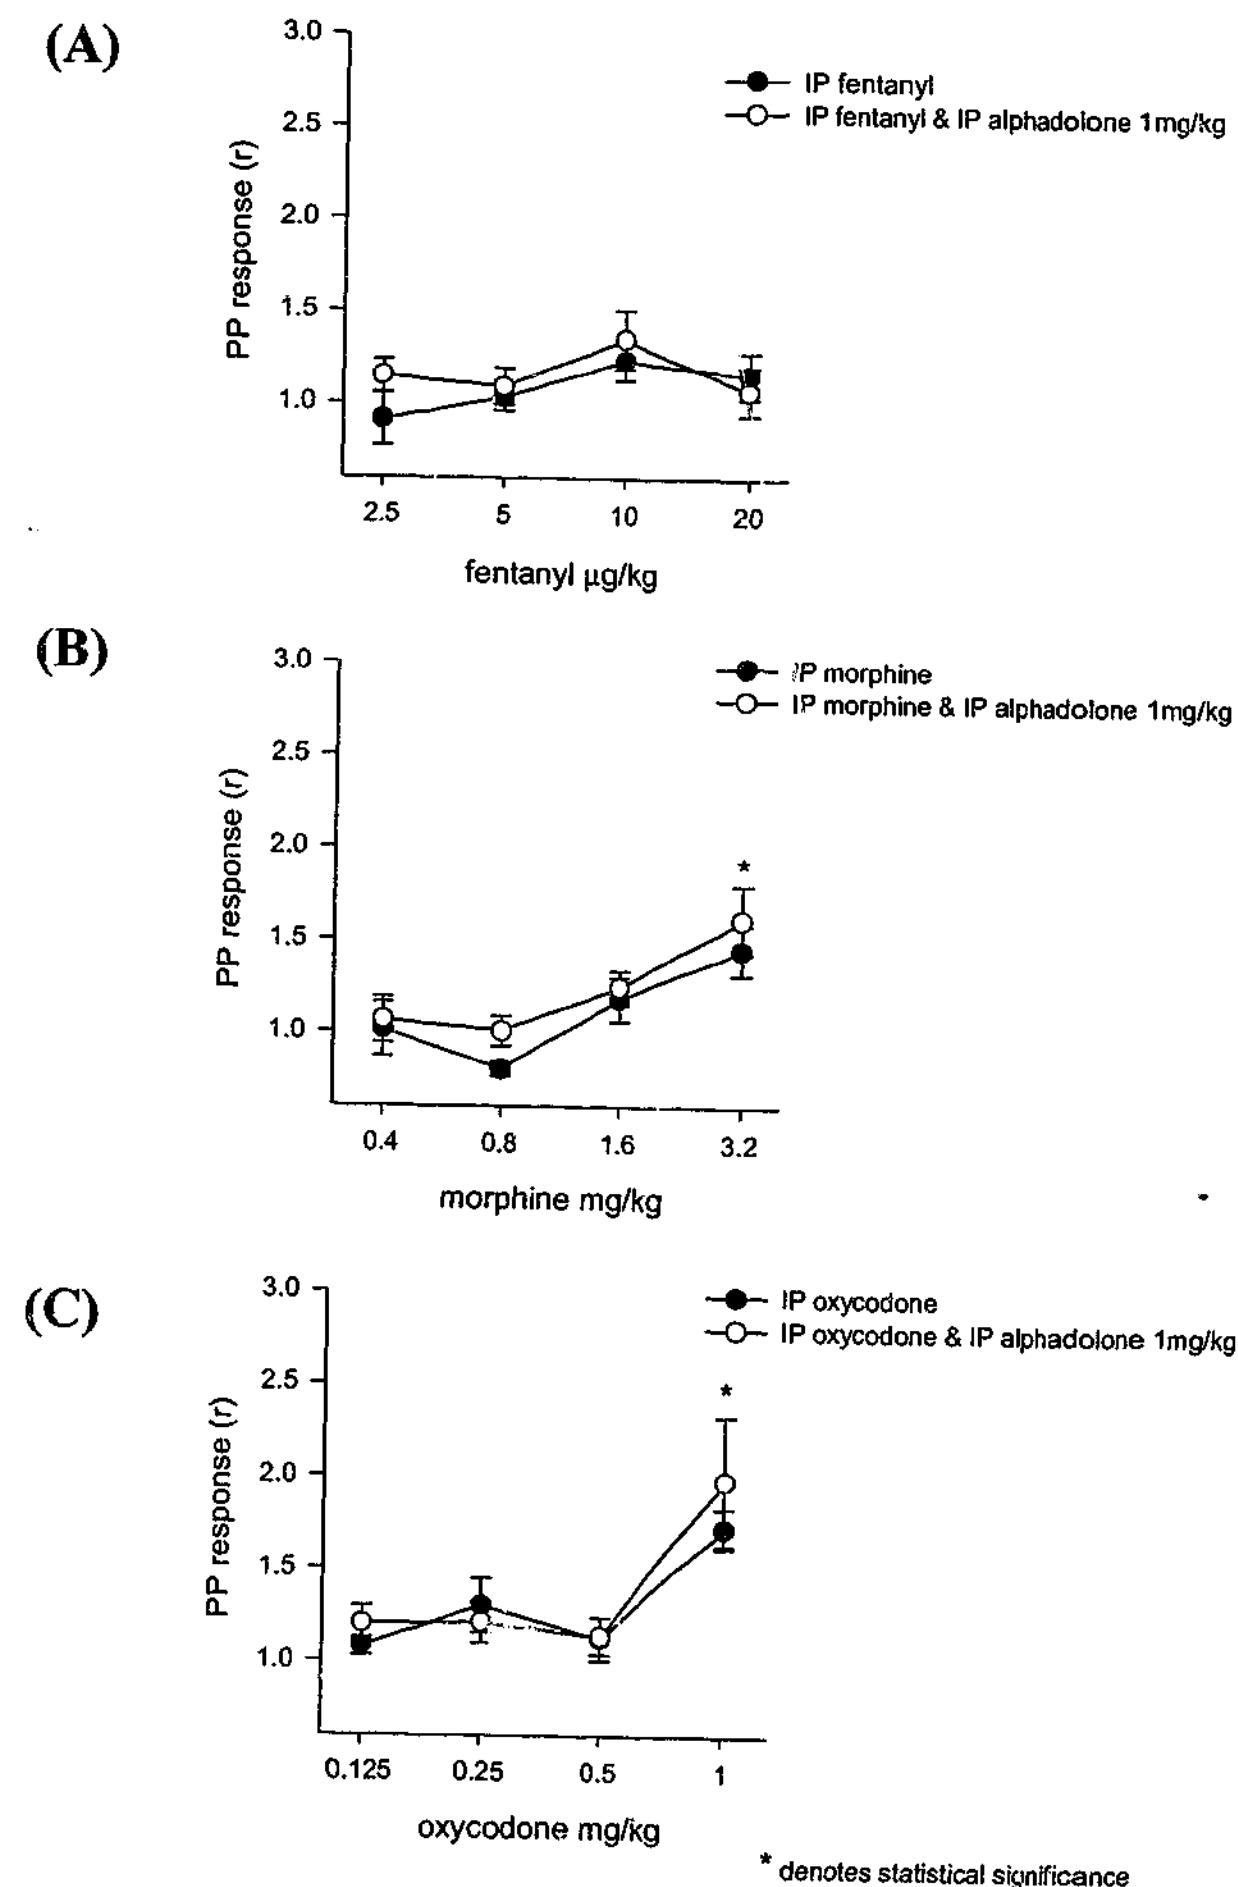 (A)
3.0
2.5
2.0
1.5
1.0
PP response (r)
IP fentanyl
IP fentanyl & IP alphadolone 1mg/kg
2.5 5 10 20
fentanyl µg/kg
(B)
3.0
2.5
2.0
1.5
1.0
PP response (r)
IP morphine
IP morphine & IP alphadolone 1mg/kg
*
0.4 0.8 1.6 3.2
morphine mg/kg
(C)
3.0
2.5
2.0
1.5
1.0
PP response (r)
IP oxycodone
IP oxycodone & IP alphadolone 1mg/kg
*
0.125 0.25 0.5 1
oxycodone mg/kg
* denotes statistical significance